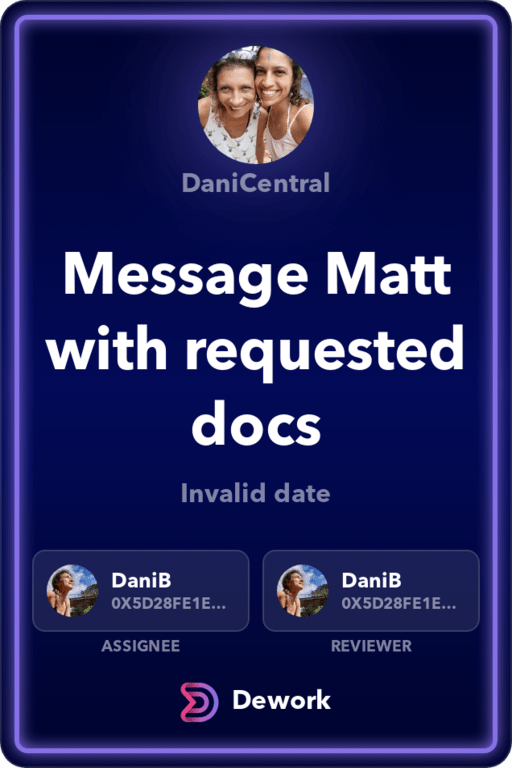 DaniCentral
Message Matt
with requested
docs
Invalid date
DaniB
0X5D28FE1E...
ASSIGNEE
DaniB
0X5D28FE1E...
REVIEWER
Dework